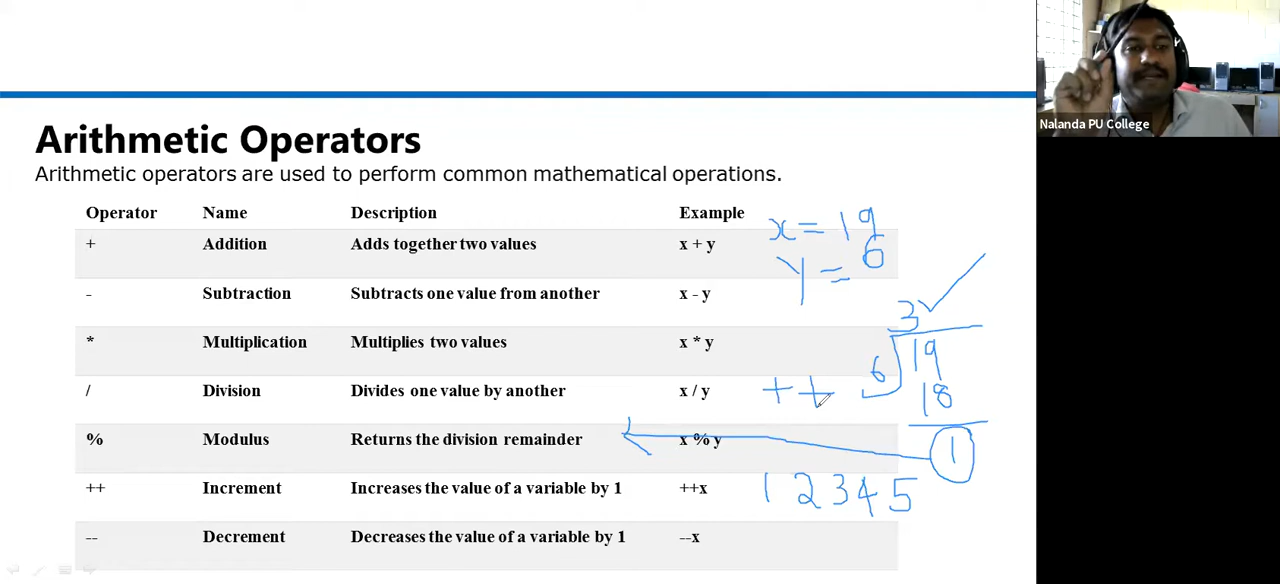 Nalanda PU College
Arithmetic Operators
Arithmetic operators are used to perform common mathematical operations.
Operator Name Description Example
+ Addition Adds together two values x + y
- Subtraction Subtracts one value from another x - y
* Multiplication Multiplies two values x * y
/ Division Divides one value by another x / y
% Modulus Returns the division remainder x % y
++ Increment Increases the value of a variable by 1 ++x
-- Decrement Decreases the value of a variable by 1 --x
x = 19
y = 6
3
6 19
18
1
++
1 2 3 4 5